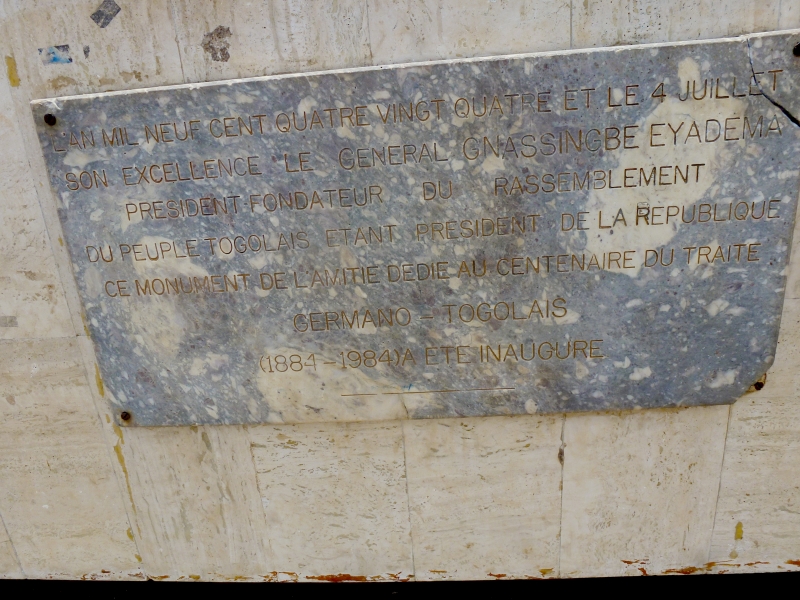 L'AN MIL NEUF CENT QUATRE VINGT QUATRE ET LE 4 JUILLET
SON EXCELLENCE LE GENERAL GNASSINGBE EYADEMA
PRESIDENT-FONDATEUR DU RASSEMBLEMENT
DU PEUPLE TOGOLAIS ETANT PRESIDENT DE LA REPUBLIQUE
CE MONUMENT DE L'AMITIE DEDIE AU CENTENAIRE DU TRAITE
GERMANO - TOGOLAIS
(1884-1984) A ETE INAUGURE